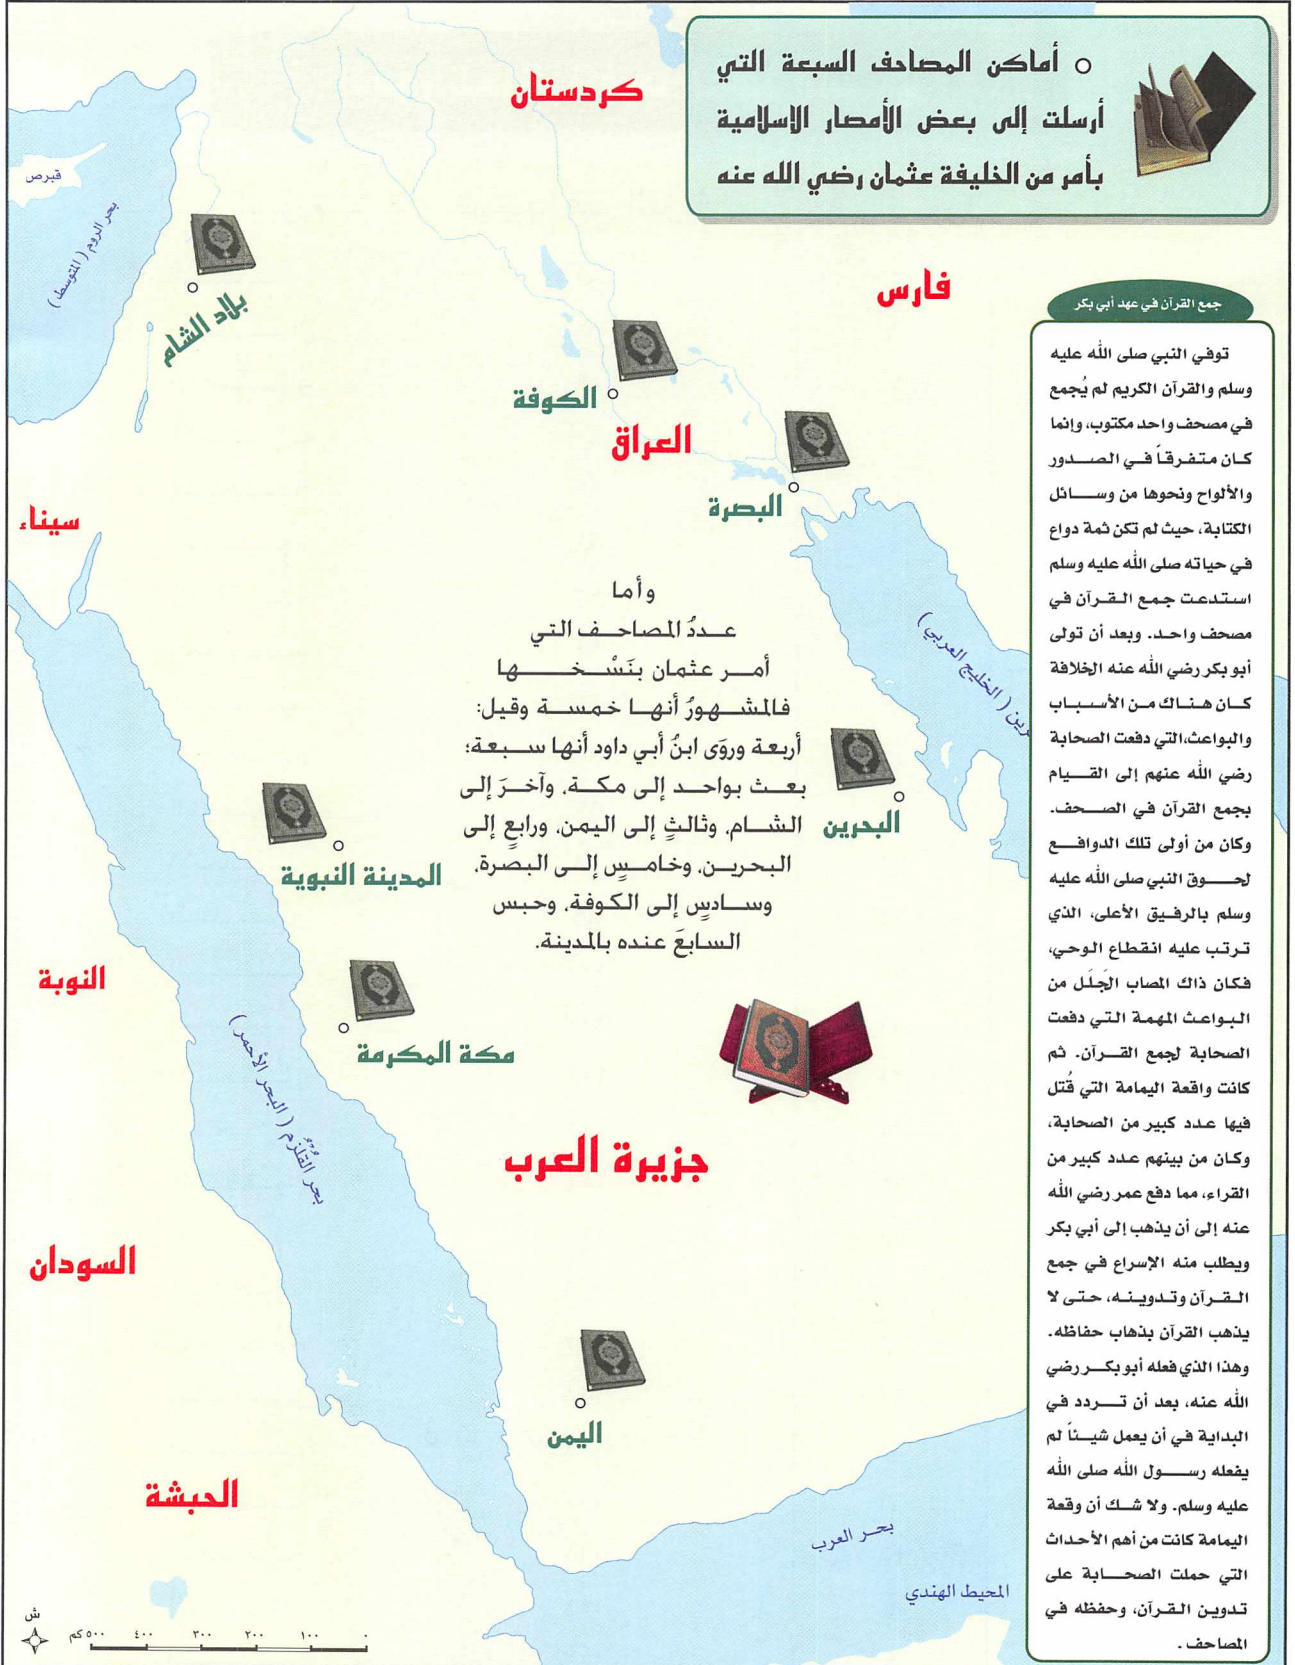 أماكن المصاحف السبعة التي
أرسلت إلى بعض الأمصار الإسلامية
بأمر من الخليفة عثمان رضي الله عنه
كردستان
قبرص
بحر الروم ( المتوسط )
بلاد الشام
فارس
الكوفة
العراق
البصرة
سيناء
وأما
عددُ المصاحف التي
أمر عثمان بنَسْخها
فالمشهورُ أنها خمسة وقيل:
أربعة وروَى ابنُ أبي داود أنها سبعة؛
بعث بواحد إلى مكة، وآخرَ إلى
الشام، وثالثٍ إلى اليمن، ورابعٍ إلى
البحرين، وخامسٍ إلى البصرة،
وسادسٍ إلى الكوفة، وحبس
السابعَ عنده بالمدينة.
رين ( الخليج العربي )
البحرين
المدينة النبوية
النوبة
مكة المكرمة
بحر القُلْزُم ( البحر الأحمر )
جزيرة العرب
السودان
اليمن
الحبشة
بحر العرب
المحيط الهندي
ش
٥٠٠ كم ٤٠٠ ٣٠٠ ٢٠٠ ١٠٠ ٠
جمع القرآن في عهد أبي بكر
توفي النبي صلى الله عليه
وسلم والقرآن الكريم لم يُجمع
في مصحف واحد مكتوب، وإنما
كان متفرقاً في الصدور
والألواح ونحوها من وسائل
الكتابة، حيث لم تكن ثمة دواع
في حياته صلى الله عليه وسلم
استدعت جمع القرآن في
مصحف واحد. وبعد أن تولى
أبو بكر رضي الله عنه الخلافة
كان هناك من الأسباب
والبواعث،التي دفعت الصحابة
رضي الله عنهم إلى القيام
بجمع القرآن في الصحف.
وكان من أولى تلك الدوافع
لحوق النبي صلى الله عليه
وسلم بالرفيق الأعلى، الذي
ترتب عليه انقطاع الوحي،
فكان ذاك المصاب الجَلَل من
البواعث المهمة التي دفعت
الصحابة لجمع القرآن. ثم
كانت واقعة اليمامة التي قُتل
فيها عدد كبير من الصحابة،
وكان من بينهم عدد كبير من
القراء، مما دفع عمر رضي الله
عنه إلى أن يذهب إلى أبي بكر
ويطلب منه الإسراع في جمع
القرآن وتدوينه، حتى لا
يذهب القرآن بذهاب حفاظه.
وهذا الذي فعله أبو بكر رضي
الله عنه، بعد أن تردد في
البداية في أن يعمل شيئاً لم
يفعله رسول الله صلى الله
عليه وسلم. ولا شك أن وقعة
اليمامة كانت من أهم الأحداث
التي حملت الصحابة على
تدوين القرآن، وحفظه في
المصاحف .